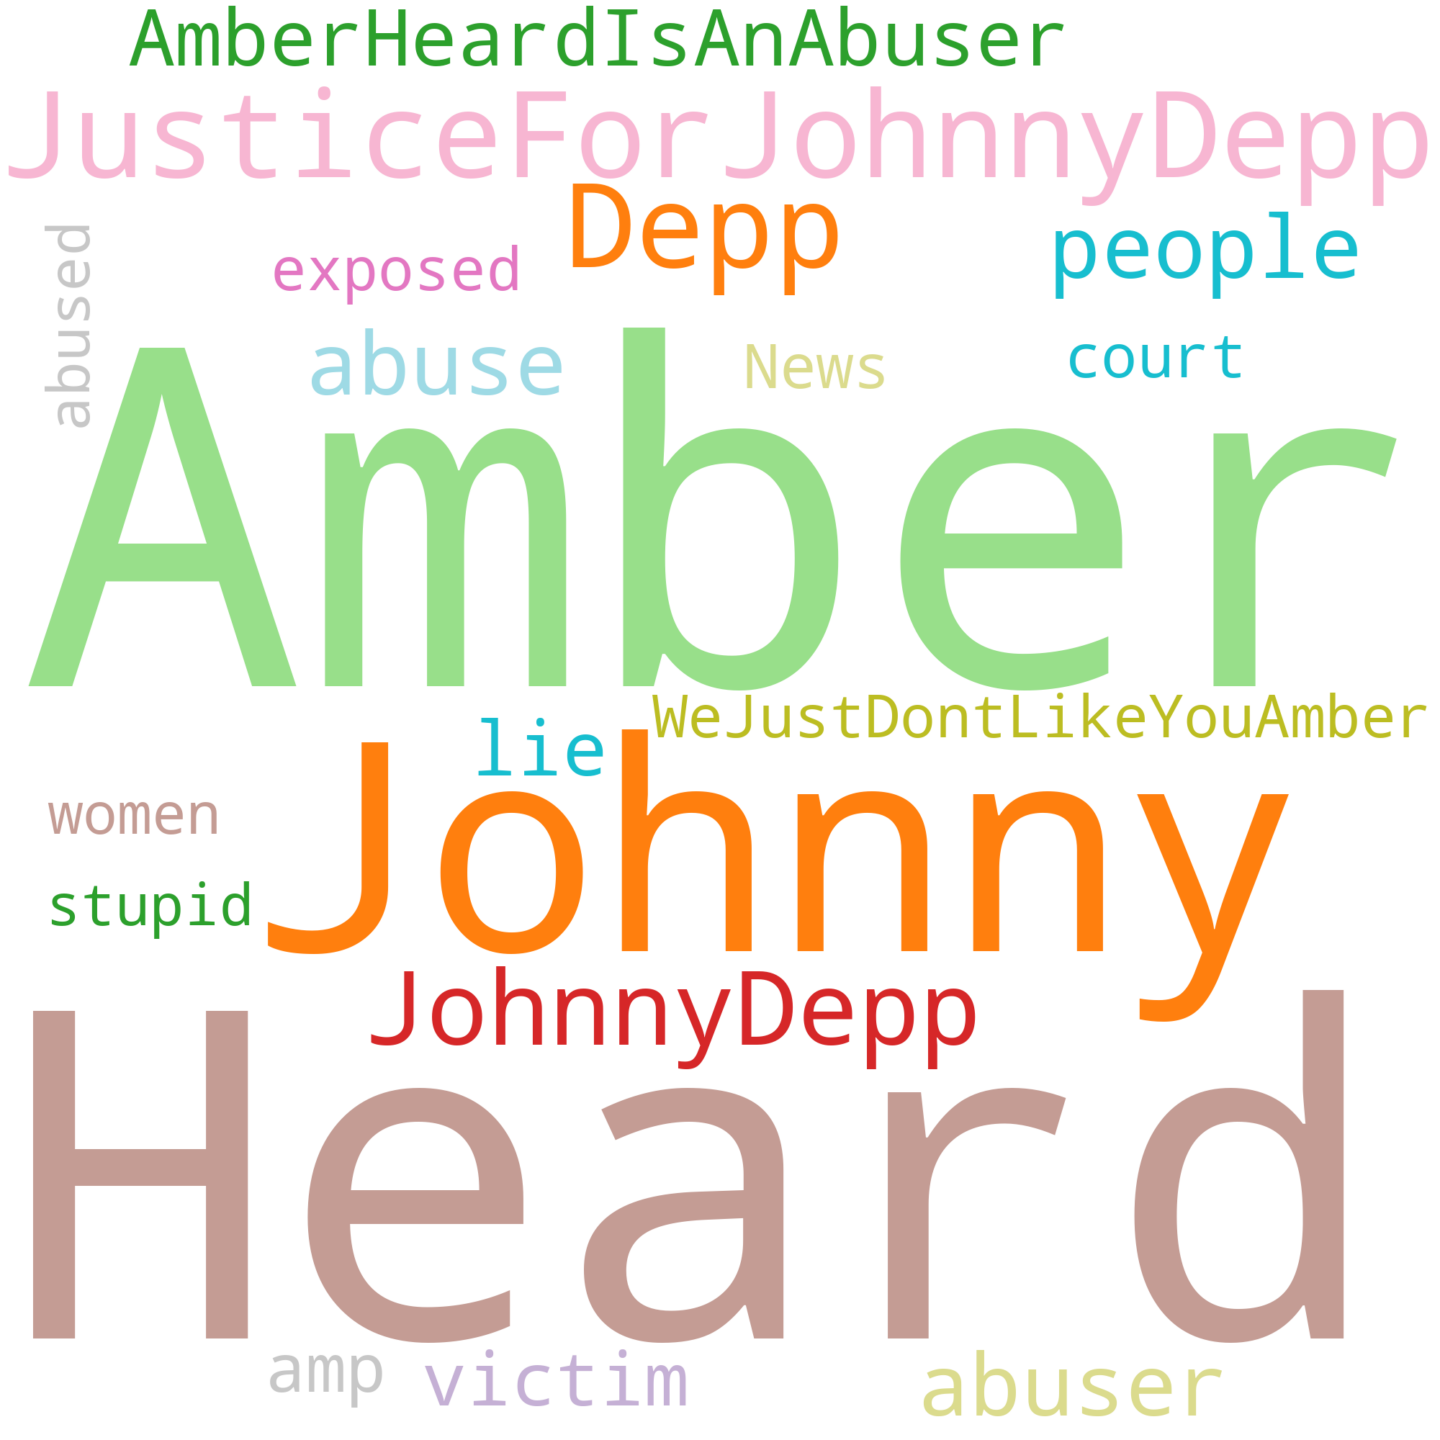 AmberHeardIsAnAbuser
JusticeForJohnnyDepp
Depp
people
exposed
abused
abuse
News
court
Amber
WeJustDontLikeYouAmber
lie
Johnny
women
stupid
JohnnyDepp
Heard
amp
victim
abuser